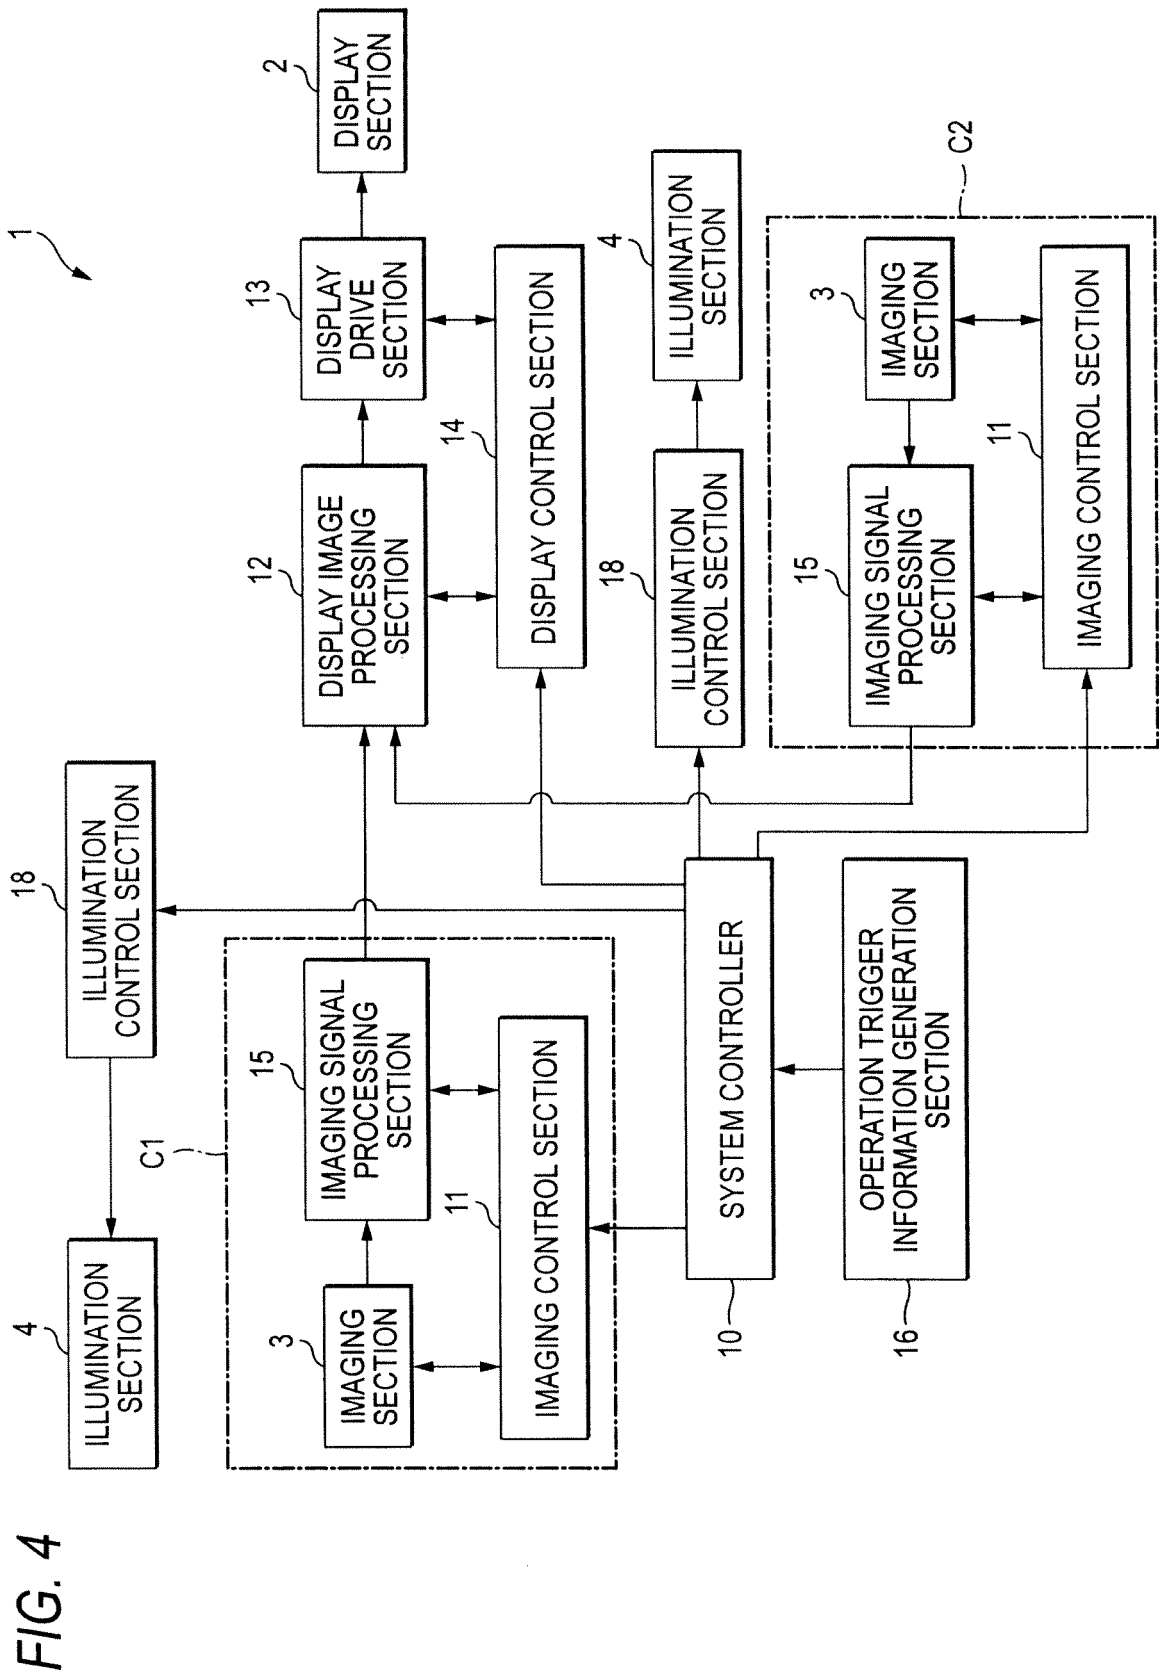 FIG. 4
1
4
ILLUMINATION
SECTION
18
ILLUMINATION
CONTROL SECTION
C1
3
IMAGING
SECTION
15
IMAGING SIGNAL
PROCESSING
SECTION
11
IMAGING CONTROL SECTION
12
DISPLAY IMAGE
PROCESSING
SECTION
13
DISPLAY
DRIVE
SECTION
2
DISPLAY
SECTION
14
DISPLAY CONTROL SECTION
10
SYSTEM CONTROLLER
18
ILLUMINATION
CONTROL SECTION
4
ILLUMINATION
SECTION
16
OPERATION TRIGGER
INFORMATION GENERATION
SECTION
C2
15
IMAGING SIGNAL
PROCESSING
SECTION
3
IMAGING
SECTION
11
IMAGING CONTROL SECTION